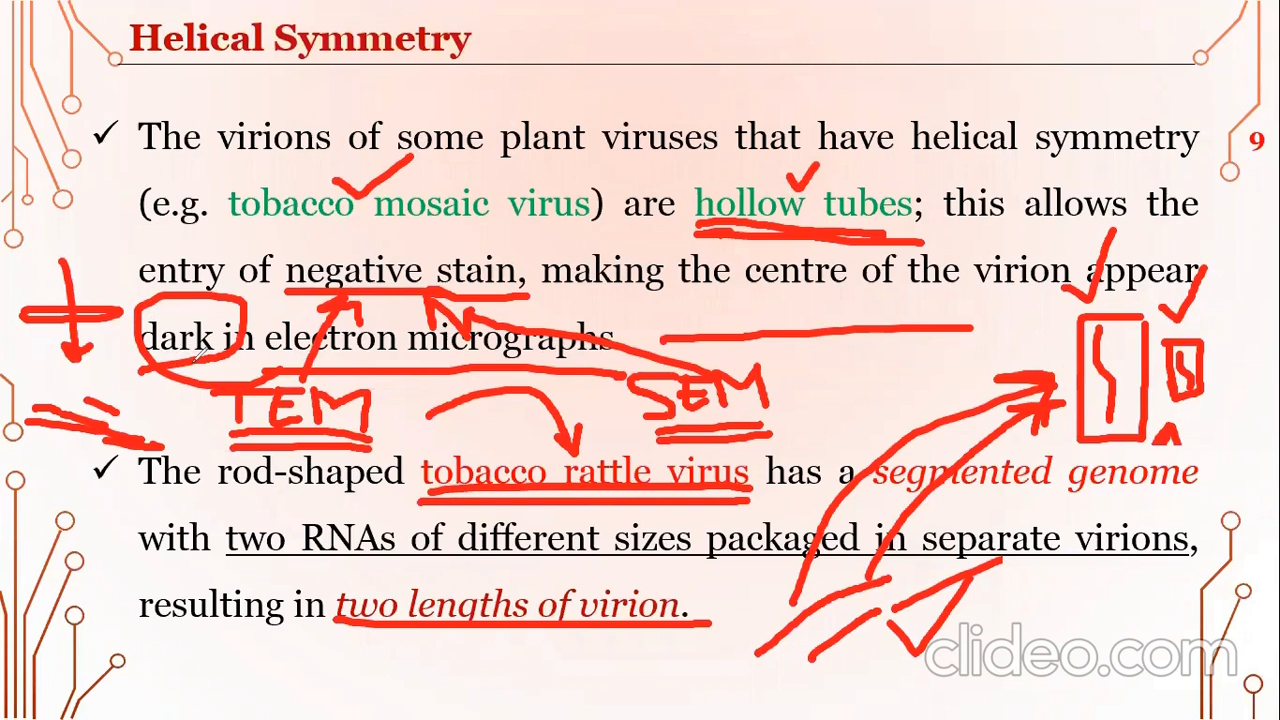 Helical Symmetry
✓ The virions of some plant viruses that have helical symmetry
9
(e.g. tobacco mosaic virus) are hollow tubes; this allows the
entry of negative stain, making the centre of the virion appear
dark in electron micrographs.
TEM SEM
✓ The rod-shaped tobacco rattle virus has a segmented genome
with two RNAs of different sizes packaged in separate virions,
resulting in two lengths of virion.
clideo.com